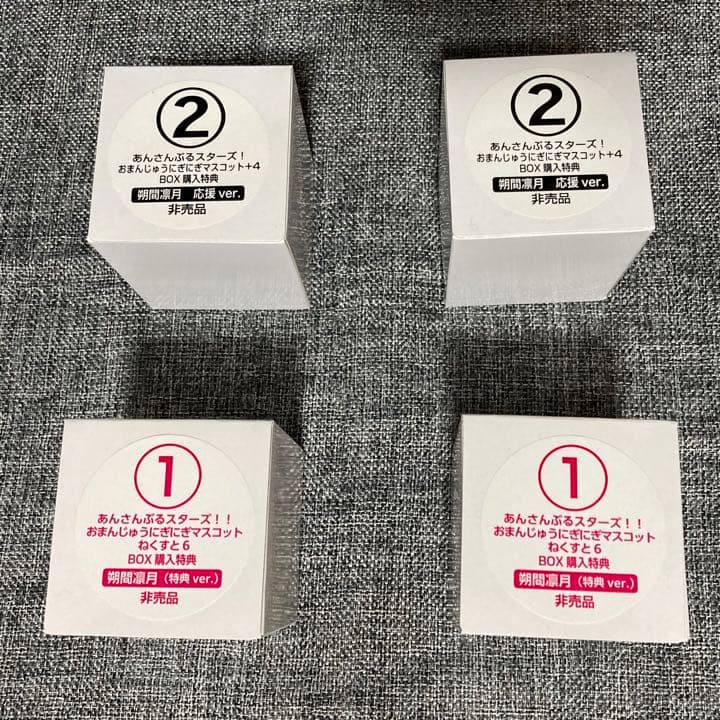 ②
あんさんぶるスターズ！
おまんじゅうにぎにぎマスコット+4
BOX 購入特典
朔間凛月　応援 ver.
非売品
②
あんさんぶるスターズ！
おまんじゅうにぎにぎマスコット+4
BOX 購入特典
朔間凛月　応援 ver.
非売品
①
あんさんぶるスターズ！！
おまんじゅうにぎにぎマスコット
ねくすと6
BOX 購入特典
朔間凛月（特典 ver.）
非売品
①
あんさんぶるスターズ！！
おまんじゅうにぎにぎマスコット
ねくすと6
BOX 購入特典
朔間凛月（特典 ver.）
非売品